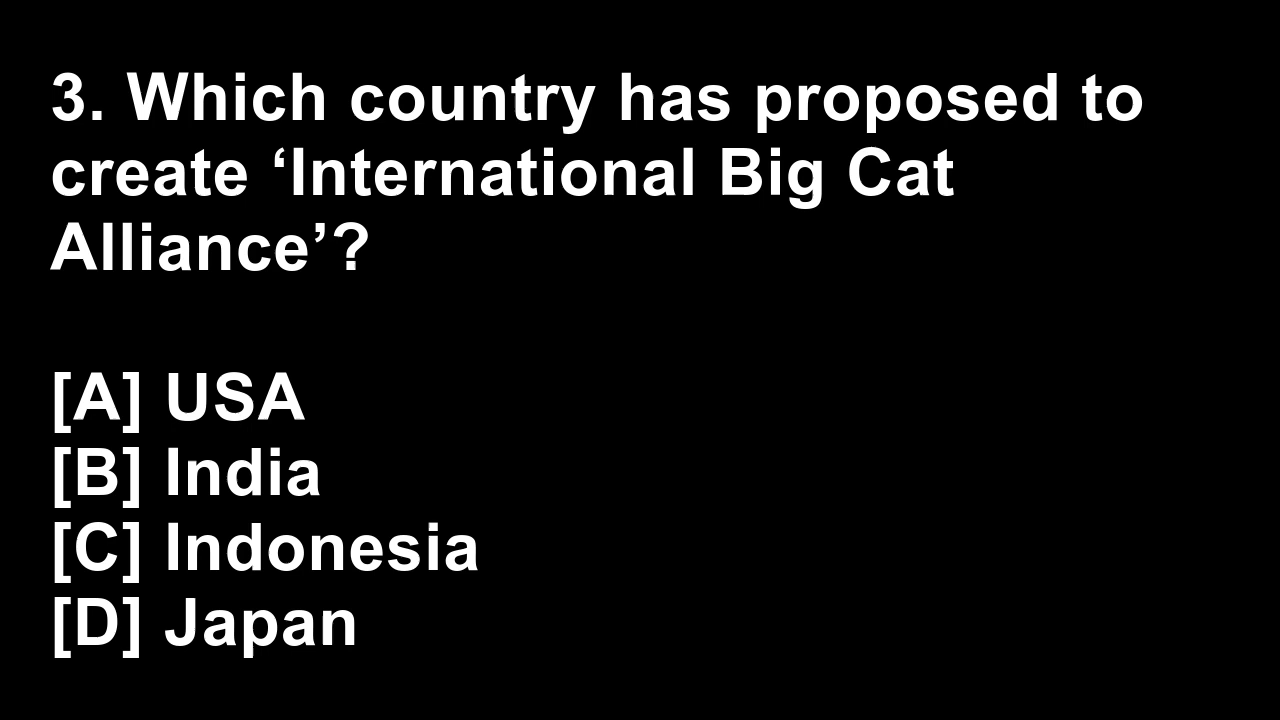 3. Which country has proposed to
create ‘International Big Cat
Alliance’?
[A] USA
[B] India
[C] Indonesia
[D] Japan